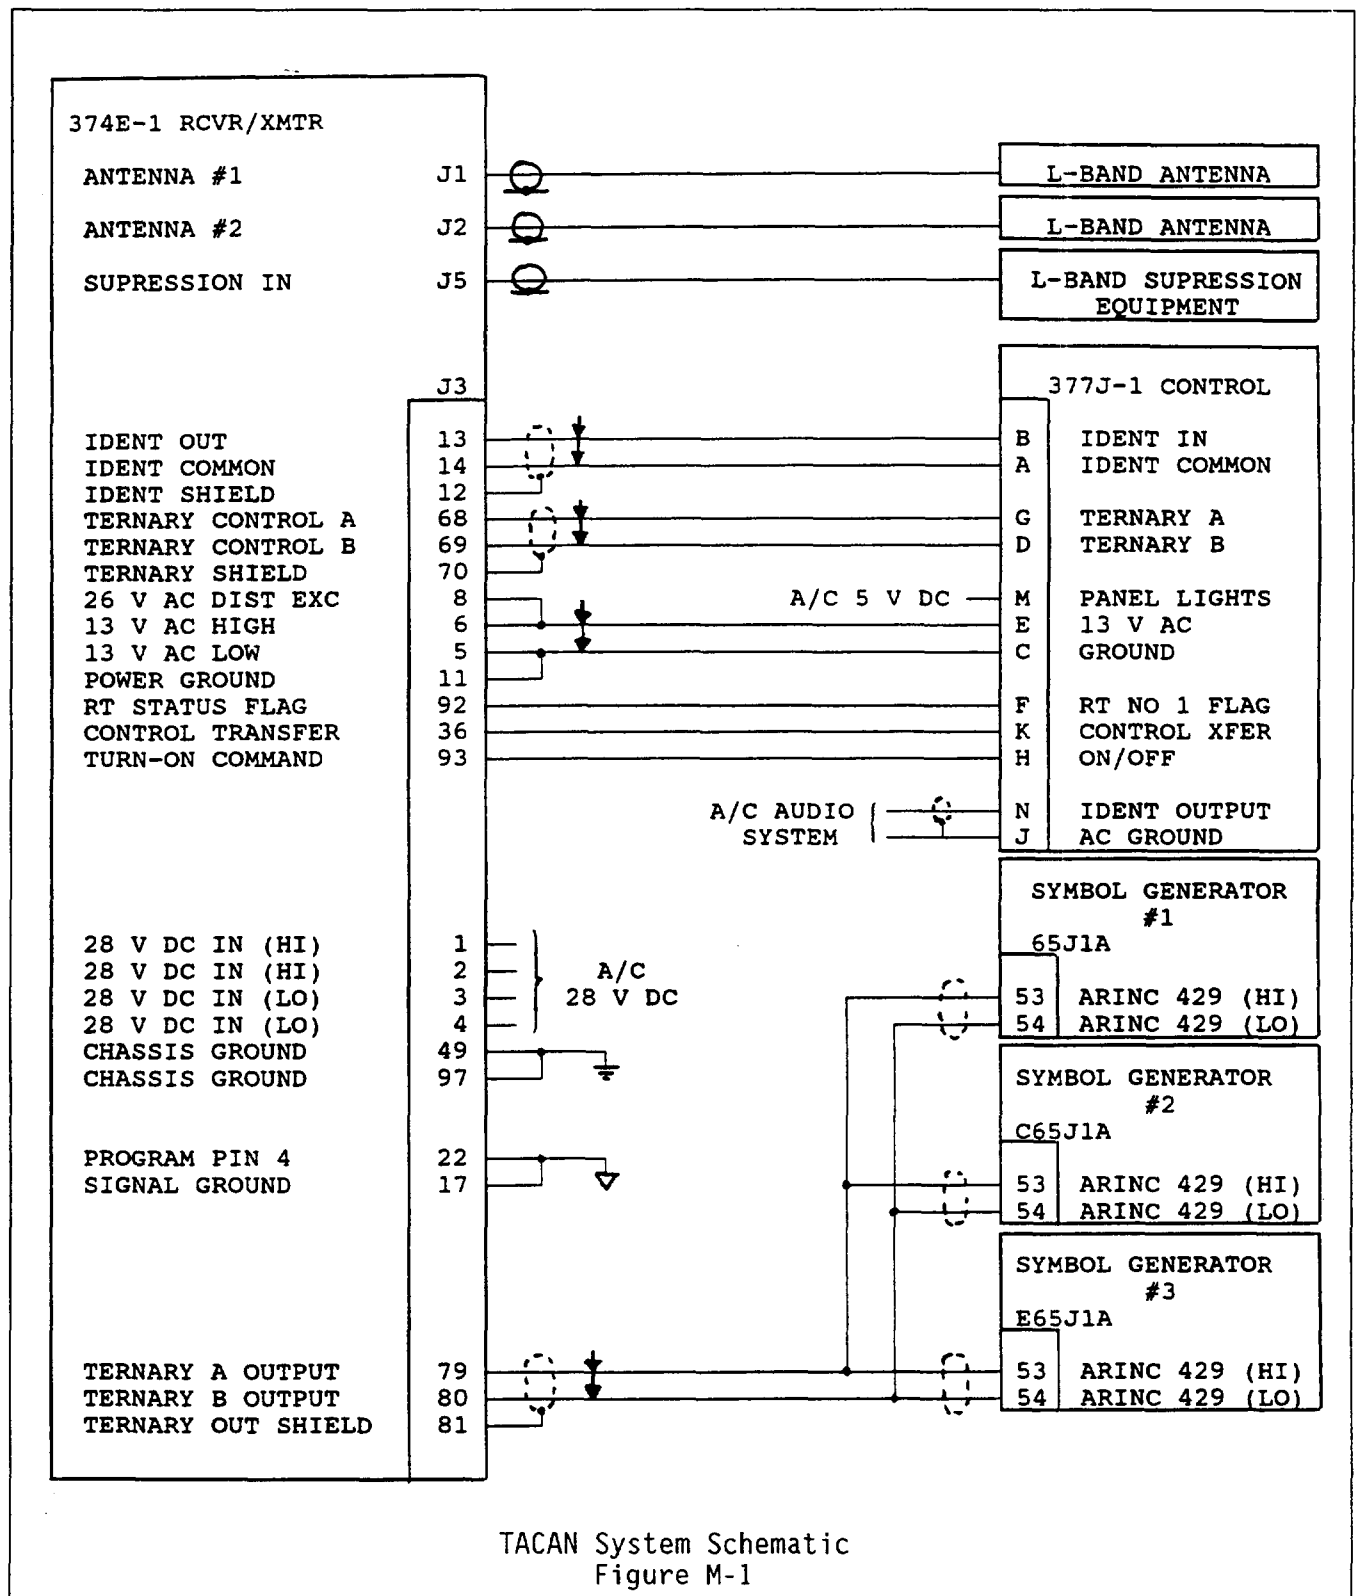 374E-1 RCVR/XMTR
ANTENNA #1 J1 L-BAND ANTENNA
ANTENNA #2 J2 L-BAND ANTENNA
SUPRESSION IN J5 L-BAND SUPRESSION
EQUIPMENT
J3 377J-1 CONTROL
IDENT OUT 13 B IDENT IN
IDENT COMMON 14 A IDENT COMMON
IDENT SHIELD 12
TERNARY CONTROL A 68 G TERNARY A
TERNARY CONTROL B 69 D TERNARY B
TERNARY SHIELD 70
26 V AC DIST EXC 8 A/C 5 V DC M PANEL LIGHTS
13 V AC HIGH 6 E 13 V AC
13 V AC LOW 5 C GROUND
POWER GROUND 11
RT STATUS FLAG 92 F RT NO 1 FLAG
CONTROL TRANSFER 36 K CONTROL XFER
TURN-ON COMMAND 93 H ON/OFF
A/C AUDIO N IDENT OUTPUT
SYSTEM J AC GROUND
SYMBOL GENERATOR
#1
28 V DC IN (HI) 1 65J1A
28 V DC IN (HI) 2 A/C
28 V DC IN (LO) 3 28 V DC 53 ARINC 429 (HI)
28 V DC IN (LO) 4 54 ARINC 429 (LO)
CHASSIS GROUND 49
CHASSIS GROUND 97 SYMBOL GENERATOR
#2
C65J1A
PROGRAM PIN 4 22
SIGNAL GROUND 17 53 ARINC 429 (HI)
54 ARINC 429 (LO)
SYMBOL GENERATOR
#3
E65J1A
TERNARY A OUTPUT 79 53 ARINC 429 (HI)
TERNARY B OUTPUT 80 54 ARINC 429 (LO)
TERNARY OUT SHIELD 81
TACAN System Schematic
Figure M-1